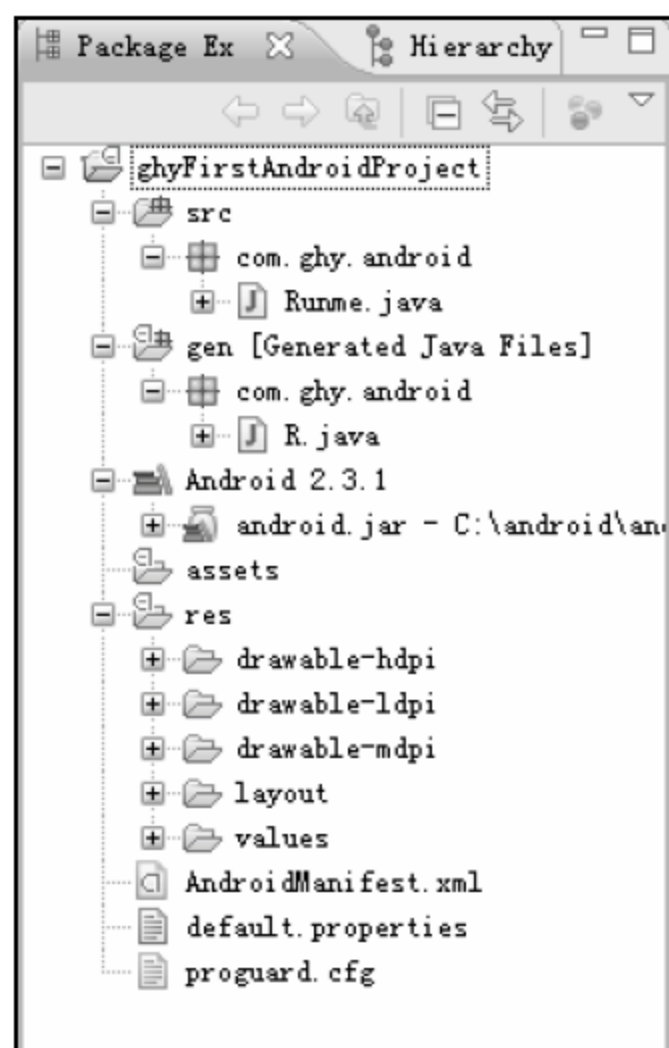 Package Ex Hierarchy
ghyFirstAndroidProject
src
com.ghy.android
Runme.java
gen [Generated Java Files]
com.ghy.android
R.java
Android 2.3.1
android.jar - C:\android\an
assets
res
drawable-hdpi
drawable-ldpi
drawable-mdpi
layout
values
AndroidManifest.xml
default.properties
proguard.cfg